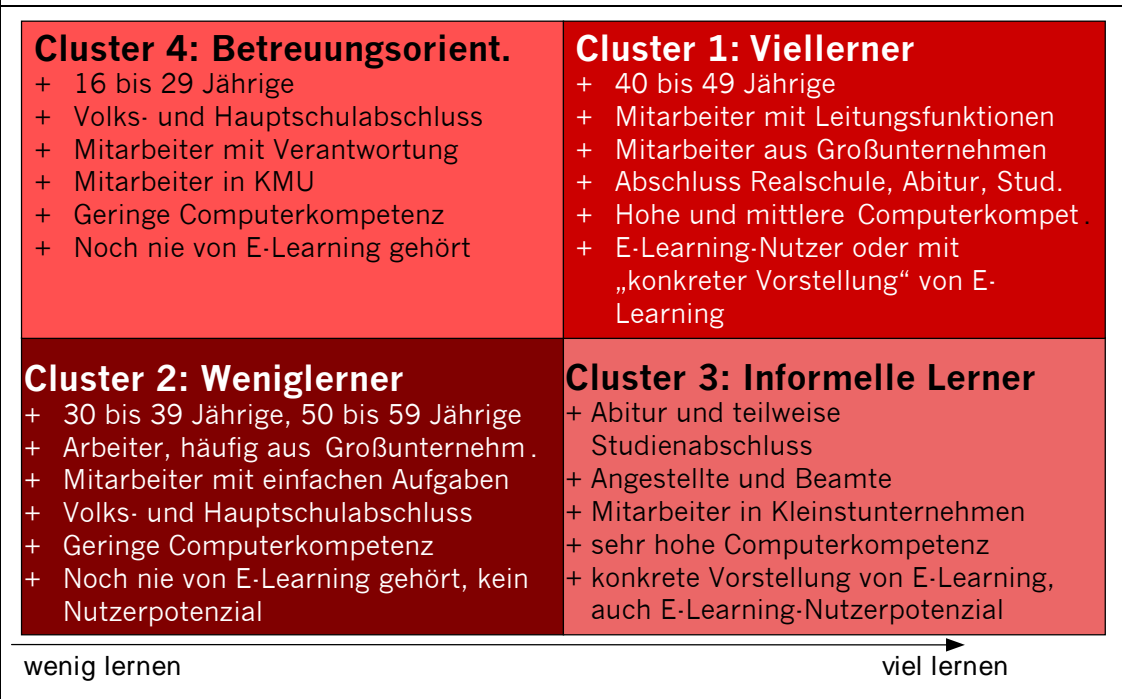 Cluster 4: Betreuungsorient.
+ 16 bis 29 Jährige
+ Volks- und Hauptschulabschluss
+ Mitarbeiter mit Verantwortung
+ Mitarbeiter in KMU
+ Geringe Computerkompetenz
+ Noch nie von E-Learning gehört
Cluster 1: Viellerner
+ 40 bis 49 Jährige
+ Mitarbeiter mit Leitungsfunktionen
+ Mitarbeiter aus Großunternehmen
+ Abschluss Realschule, Abitur, Stud.
+ Hohe und mittlere Computerkompet.
+ E-Learning-Nutzer oder mit
„konkreter Vorstellung“ von E-
Learning
Cluster 2: Weniglerner
+ 30 bis 39 Jährige, 50 bis 59 Jährige
+ Arbeiter, häufig aus Großunternehm.
+ Mitarbeiter mit einfachen Aufgaben
+ Volks- und Hauptschulabschluss
+ Geringe Computerkompetenz
+ Noch nie von E-Learning gehört, kein
Nutzerpotenzial
Cluster 3: Informelle Lerner
+ Abitur und teilweise
Studienabschluss
+ Angestellte und Beamte
+ Mitarbeiter in Kleinstunternehmen
+ sehr hohe Computerkompetenz
+ konkrete Vorstellung von E-Learning,
auch E-Learning-Nutzerpotenzial
wenig lernen
viel lernen